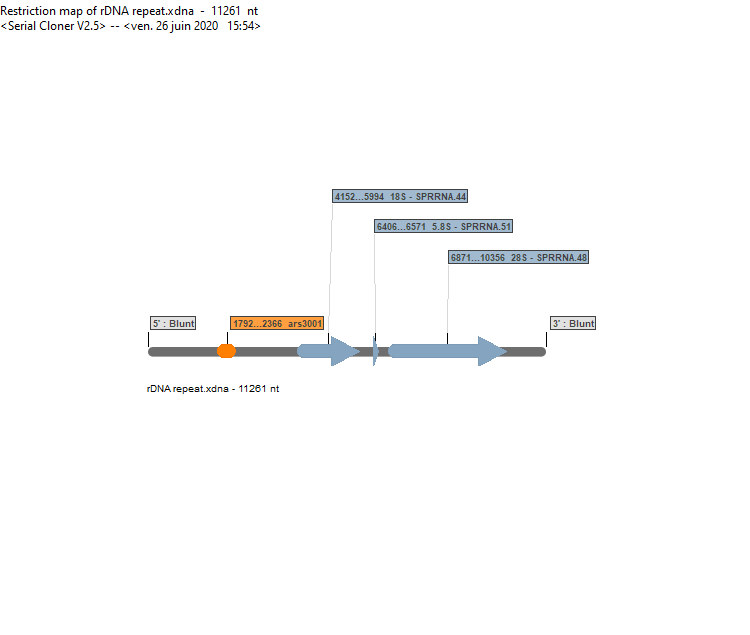 Restriction map of rDNA repeat.xdna - 11261 nt
<Serial Cloner V2.5> -- <ven. 26 juin 2020 15:54>
4152...5994 18S - SPRRNA.44
6406...6571 5.8S - SPRRNA.51
6871...10356 28S - SPRRNA.48
5' : Blunt
1792...2366 ars3001
3' : Blunt
rDNA repeat.xdna - 11261 nt